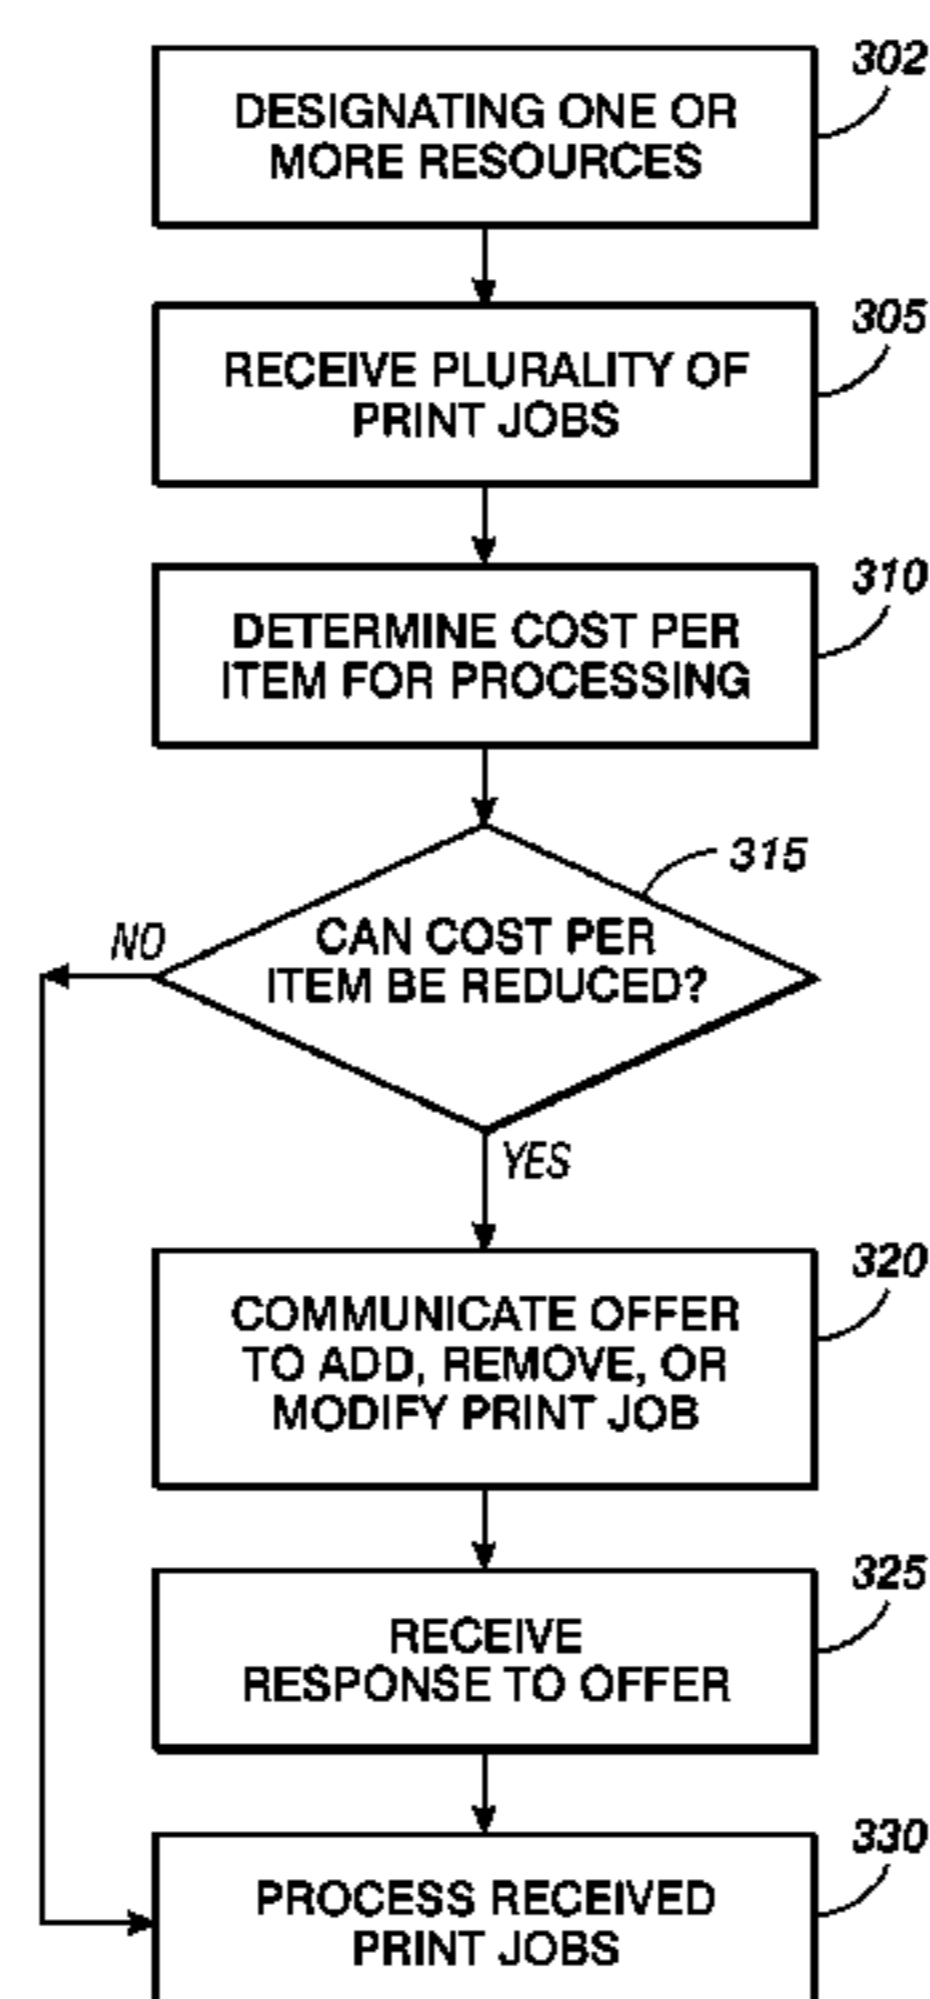 302
DESIGNATING ONE OR
MORE RESOURCES
305
RECEIVE PLURALITY OF
PRINT JOBS
310
DETERMINE COST PER
ITEM FOR PROCESSING
315
CAN COST PER
ITEM BE REDUCED?
NO
YES
320
COMMUNICATE OFFER
TO ADD, REMOVE, OR
MODIFY PRINT JOB
325
RECEIVE
RESPONSE TO OFFER
330
PROCESS RECEIVED
PRINT JOBS